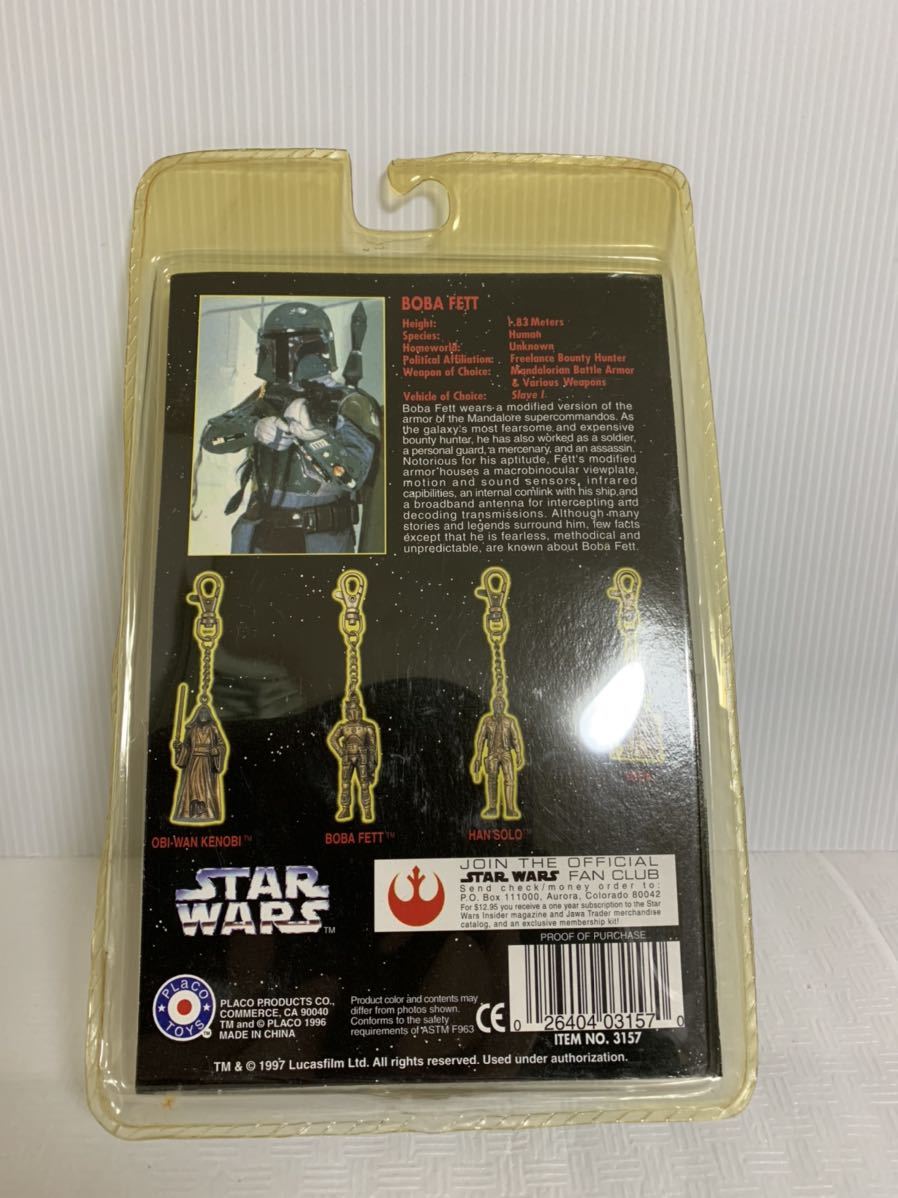 BOBA FETT
Height: 1.83 Meters
Species: Human
Homeworld: Unknown
Political Affiliation: Freelance Bounty Hunter
Weapon of Choice: Mandalorian Battle Armor
& Various Weapons
Vehicle of Choice: Slave I
Boba Fett wears a modified version of the
armor of the Mandalore supercommandos. As
the galaxy's most fearsome and expensive
bounty hunter, he has also worked as a soldier,
a personal guard, a mercenary, and an assassin.
Notorious for his aptitude, Fett's modified
armor houses a macrobinocular viewplate,
motion and sound sensors, infrared
capibilities, an internal comlink with his ship, and
a broadband antenna for intercepting and
decoding transmissions. Although many
stories and legends surround him, few facts
except that he is fearless, methodical and
unpredictable, are known about Boba Fett.
OBI-WAN KENOBI™
BOBA FETT™
HAN SOLO™
STAR
WARS™
JOIN THE OFFICIAL
STAR WARS FAN CLUB
Send check/money order to:
P.O. Box 111000, Aurora, Colorado 80042
For $12.95 you receive a one year subscription to the Star
Wars Insider magazine and Jawa Trader merchandise
catalog, and an exclusive membership kit!
PROOF OF PURCHASE
PLACO
TOYS™
PLACO PRODUCTS CO.,
COMMERCE, CA 90040
TM and © PLACO 1996
MADE IN CHINA
Product color and contents may
differ from photos shown.
Conforms to the safety
requirements of ASTM F963
CE
0 26404 03157 0
ITEM NO. 3157
TM & © 1997 Lucasfilm Ltd. All rights reserved. Used under authorization.